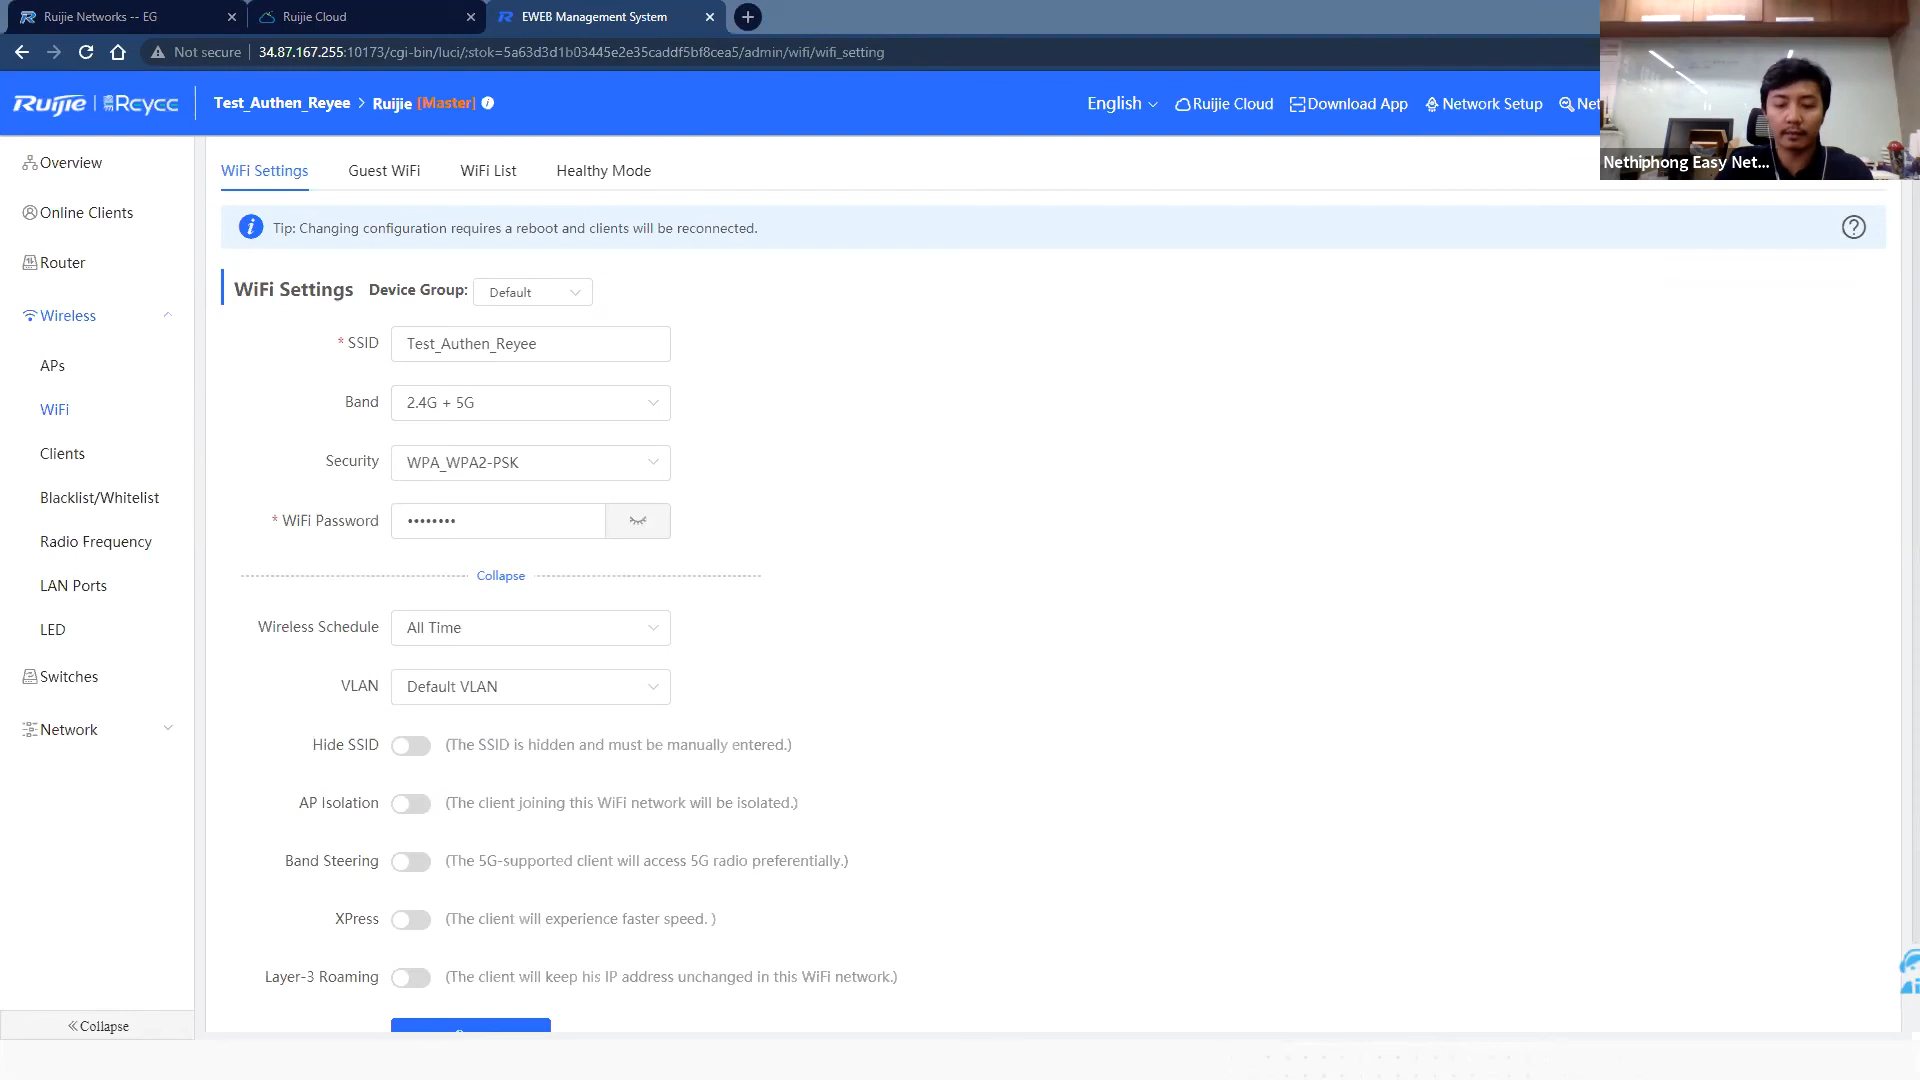 Ruijie Networks -- EG
Ruijie Cloud
EWEB Management System
Not secure
34.87.167.255:10173/cgi-bin/luci/;stok=5a63d3d1b03445e2e35caddf5bf8cea5/admin/wifi/wifi_setting
Ruijie | Rcycc
Test_Authen_Reyee > Ruijie [Master]
English
Ruijie Cloud
Download App
Network Setup
Net
Nethiphong Easy Net...
Overview
Online Clients
Router
Wireless
APs
WiFi
Clients
Blacklist/Whitelist
Radio Frequency
LAN Ports
LED
Switches
Network
Collapse
WiFi Settings
Guest WiFi
WiFi List
Healthy Mode
Tip: Changing configuration requires a reboot and clients will be reconnected.
WiFi Settings Device Group: Default
* SSID Test_Authen_Reyee
Band 2.4G + 5G
Security WPA_WPA2-PSK
* WiFi Password ••••••••
Collapse
Wireless Schedule All Time
VLAN Default VLAN
Hide SSID (The SSID is hidden and must be manually entered.)
AP Isolation (The client joining this WiFi network will be isolated.)
Band Steering (The 5G-supported client will access 5G radio preferentially.)
XPress (The client will experience faster speed. )
Layer-3 Roaming (The client will keep his IP address unchanged in this WiFi network.)